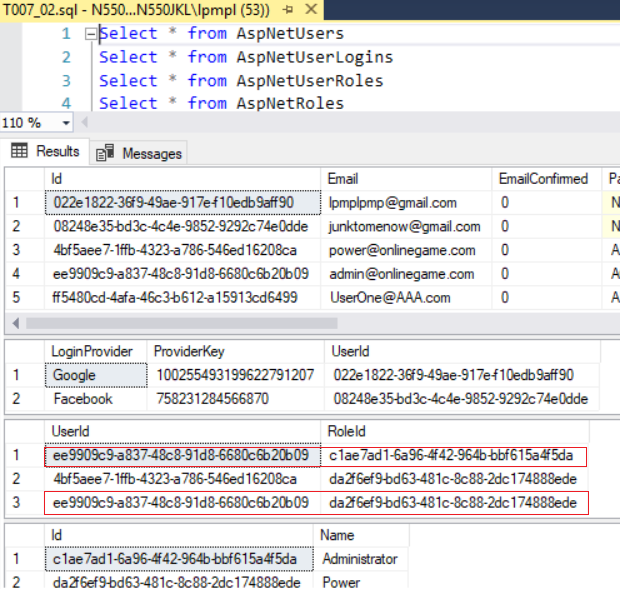 T007_02.sql - N550...N550JKL\lpmpl (53))
1 Select * from AspNetUsers
2 Select * from AspNetUserLogins
3 Select * from AspNetUserRoles
4 Select * from AspNetRoles
110 %
Results Messages
Id Email EmailConfirmed Pa
1 022e1822-36f9-49ae-917e-f10edb9aff90 lpmplpmp@gmail.com 0 N
2 08248e35-bd3c-4c4e-9852-9292c74e0dde junktomenow@gmail.com 0 N
3 4bf5aee7-1ffb-4323-a786-546ed16208ca power@onlinegame.com 0 A
4 ee9909c9-a837-48c8-91d8-6680c6b20b09 admin@onlinegame.com 0 A
5 ff5480cd-4afa-46c3-b612-a15913cd6499 UserOne@AAA.com 0 A
LoginProvider ProviderKey UserId
1 Google 100255493199622791207 022e1822-36f9-49ae-917e-f10edb9aff90
2 Facebook 758231284566870 08248e35-bd3c-4c4e-9852-9292c74e0dde
UserId RoleId
1 ee9909c9-a837-48c8-91d8-6680c6b20b09 c1ae7ad1-6a96-4f42-964b-bbf615a4f5da
2 4bf5aee7-1ffb-4323-a786-546ed16208ca da2f6ef9-bd63-481c-8c88-2dc174888ede
3 ee9909c9-a837-48c8-91d8-6680c6b20b09 da2f6ef9-bd63-481c-8c88-2dc174888ede
Id Name
1 c1ae7ad1-6a96-4f42-964b-bbf615a4f5da Administrator
2 da2f6ef9-bd63-481c-8c88-2dc174888ede Power